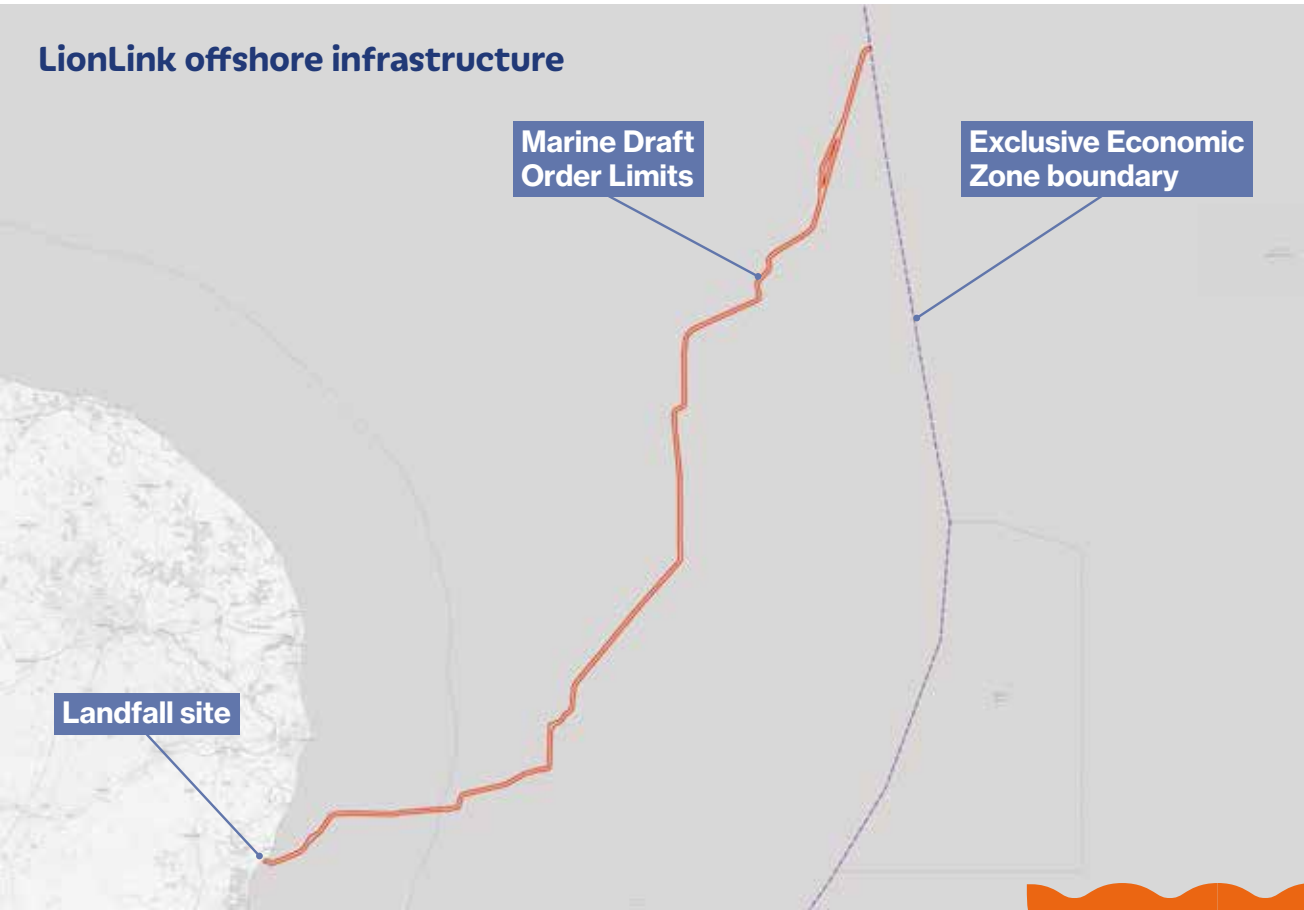 LionLink offshore infrastructure
Marine Draft
Order Limits
Exclusive Economic
Zone boundary
Landfall site